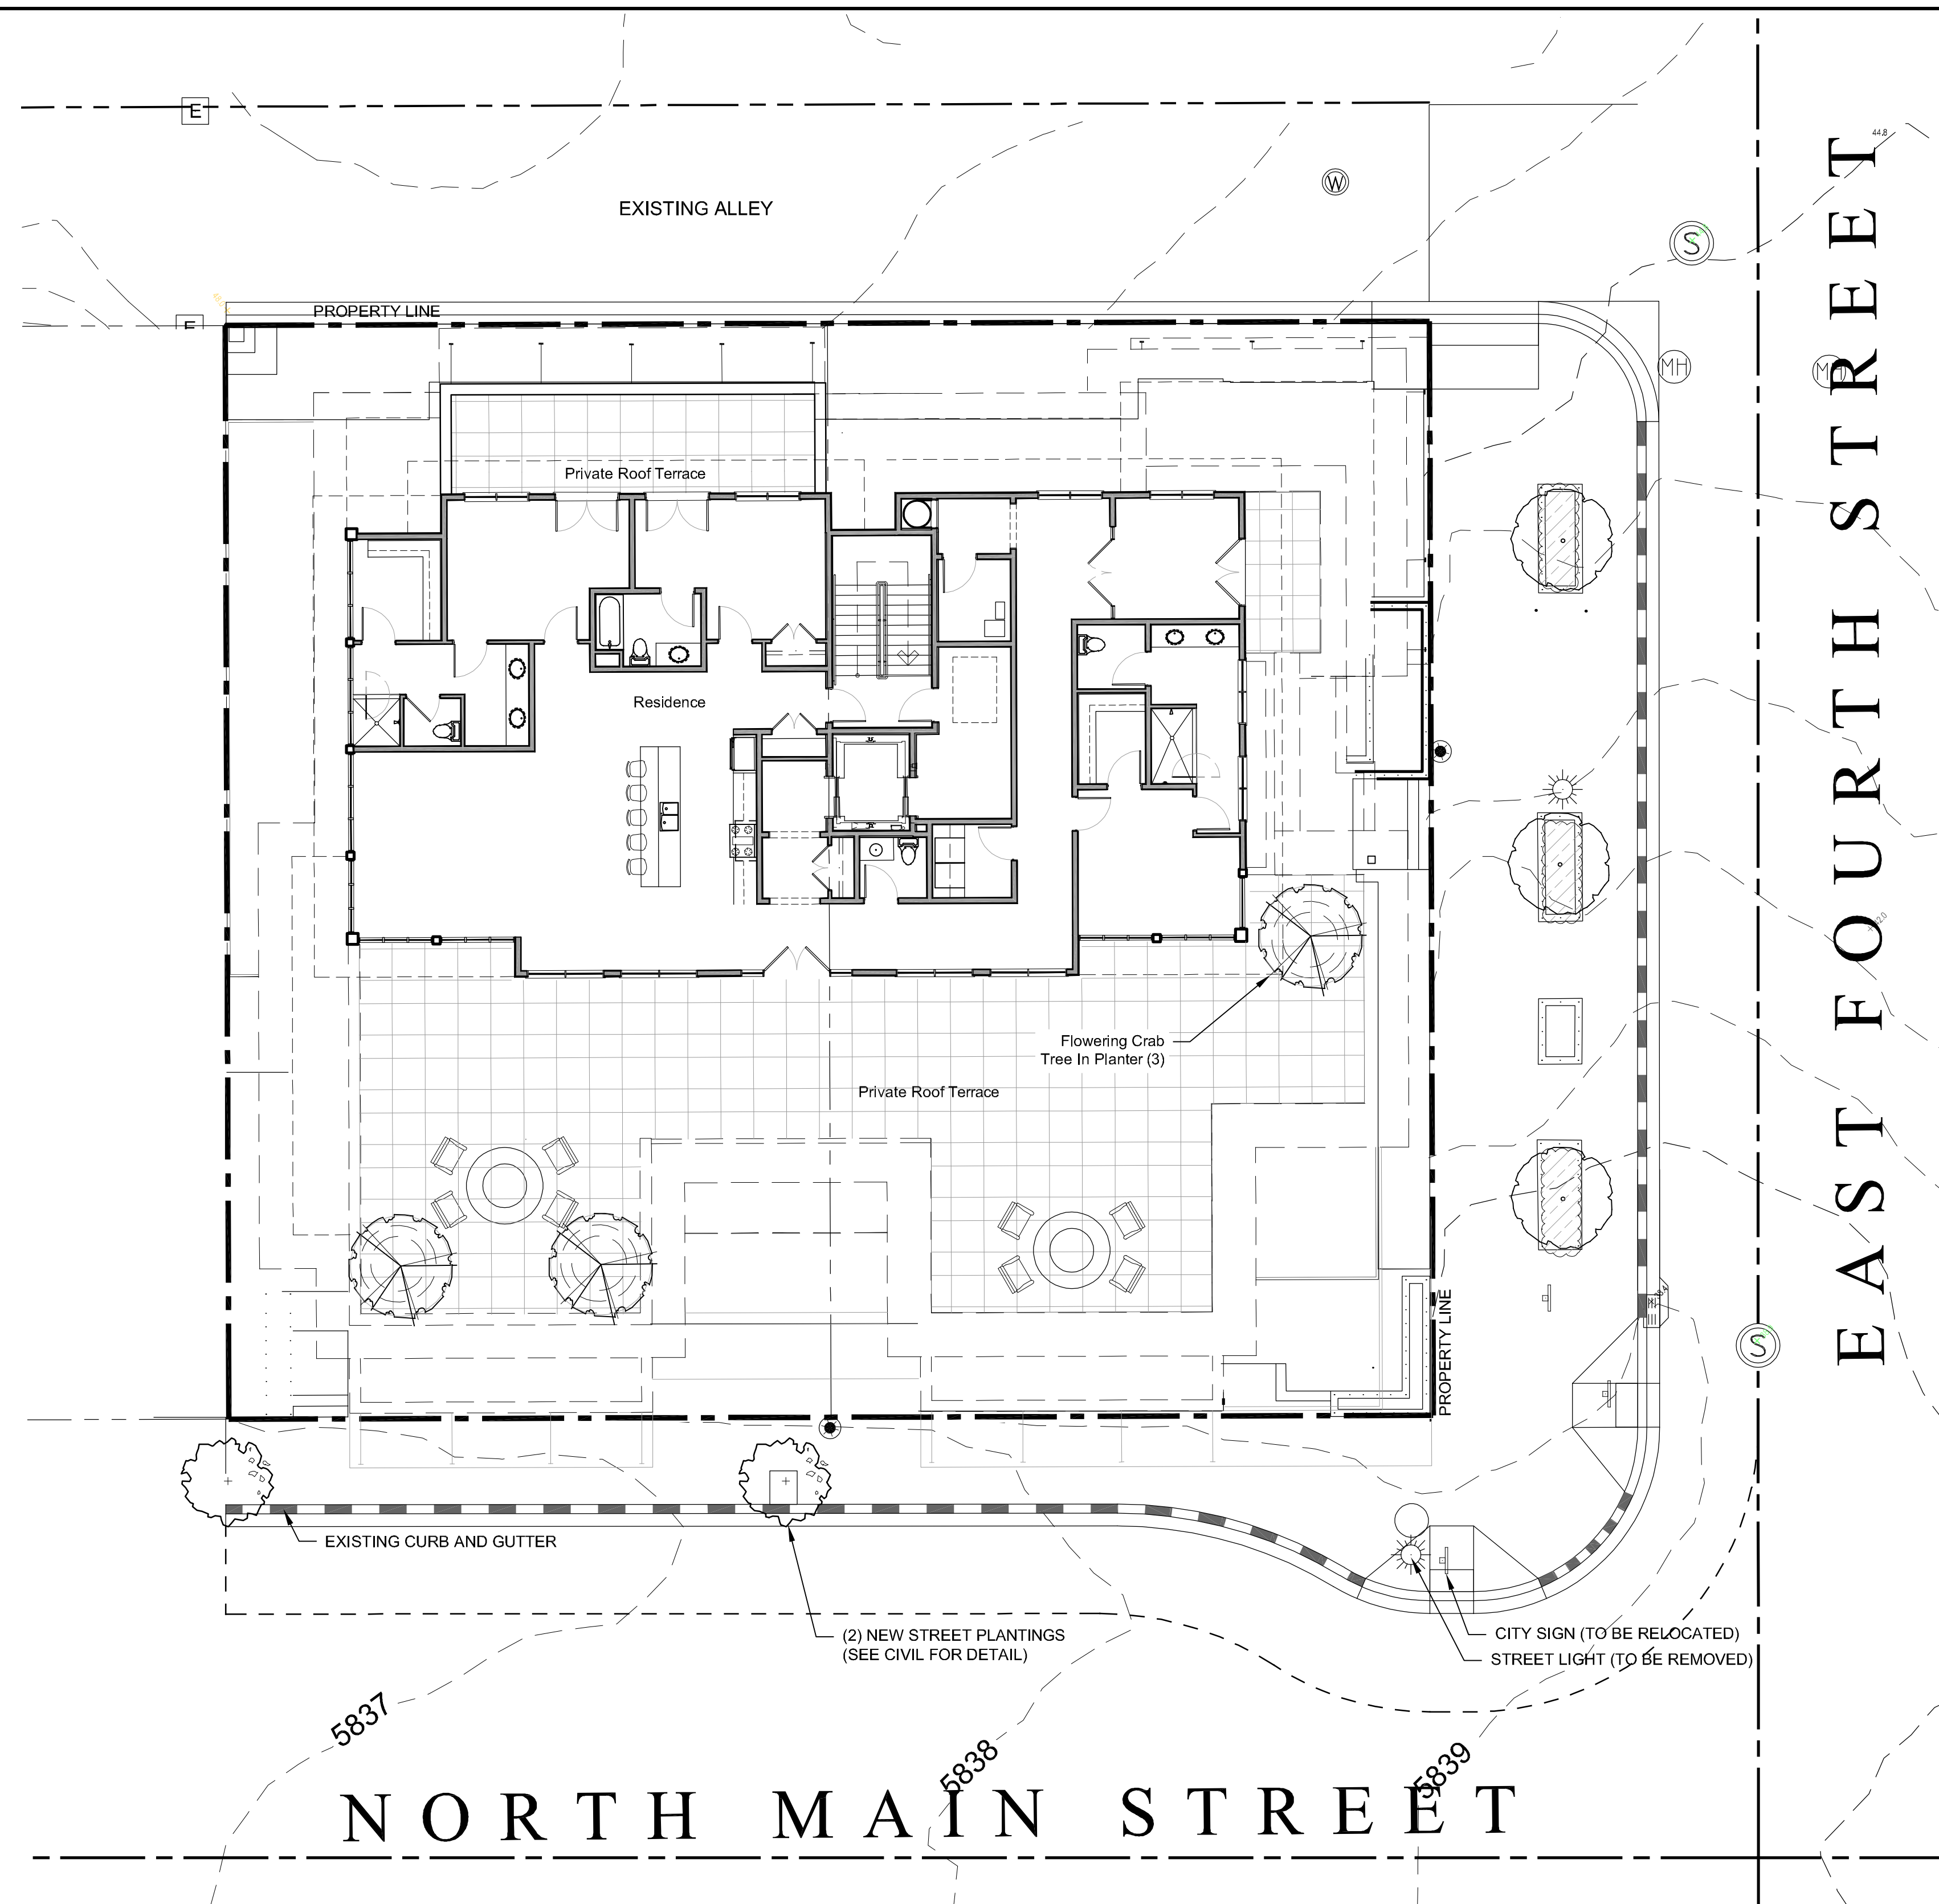 E
44.8
W
EXISTING ALLEY
S
PROPERTY LINE
E
MH
MH
Private Roof Terrace
Residence
Flowering Crab
Tree In Planter (3)
Private Roof Terrace
EAST FOURTH STREET
PROPERTY LINE
S
EXISTING CURB AND GUTTER
(2) NEW STREET PLANTINGS
(SEE CIVIL FOR DETAIL)
CITY SIGN (TO BE RELOCATED)
STREET LIGHT (TO BE REMOVED)
5837
5838
5839
NORTH MAIN STREET